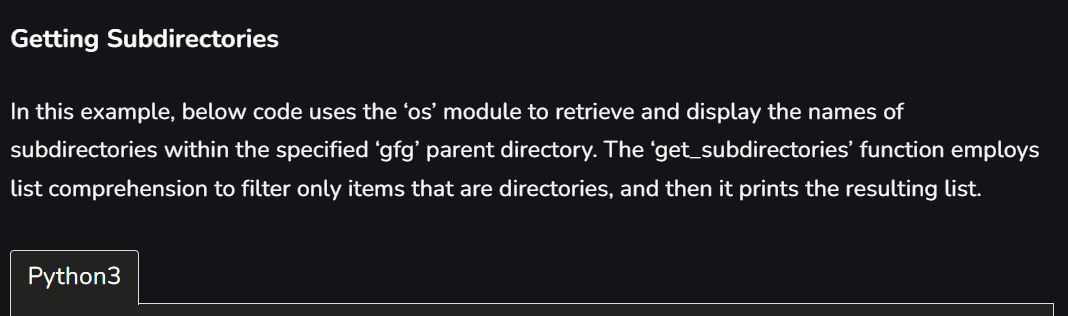 Getting Subdirectories
In this example, below code uses the ‘os’ module to retrieve and display the names of
subdirectories within the specified ‘gfg’ parent directory. The ‘get_subdirectories’ function employs
list comprehension to filter only items that are directories, and then it prints the resulting list.
Python3